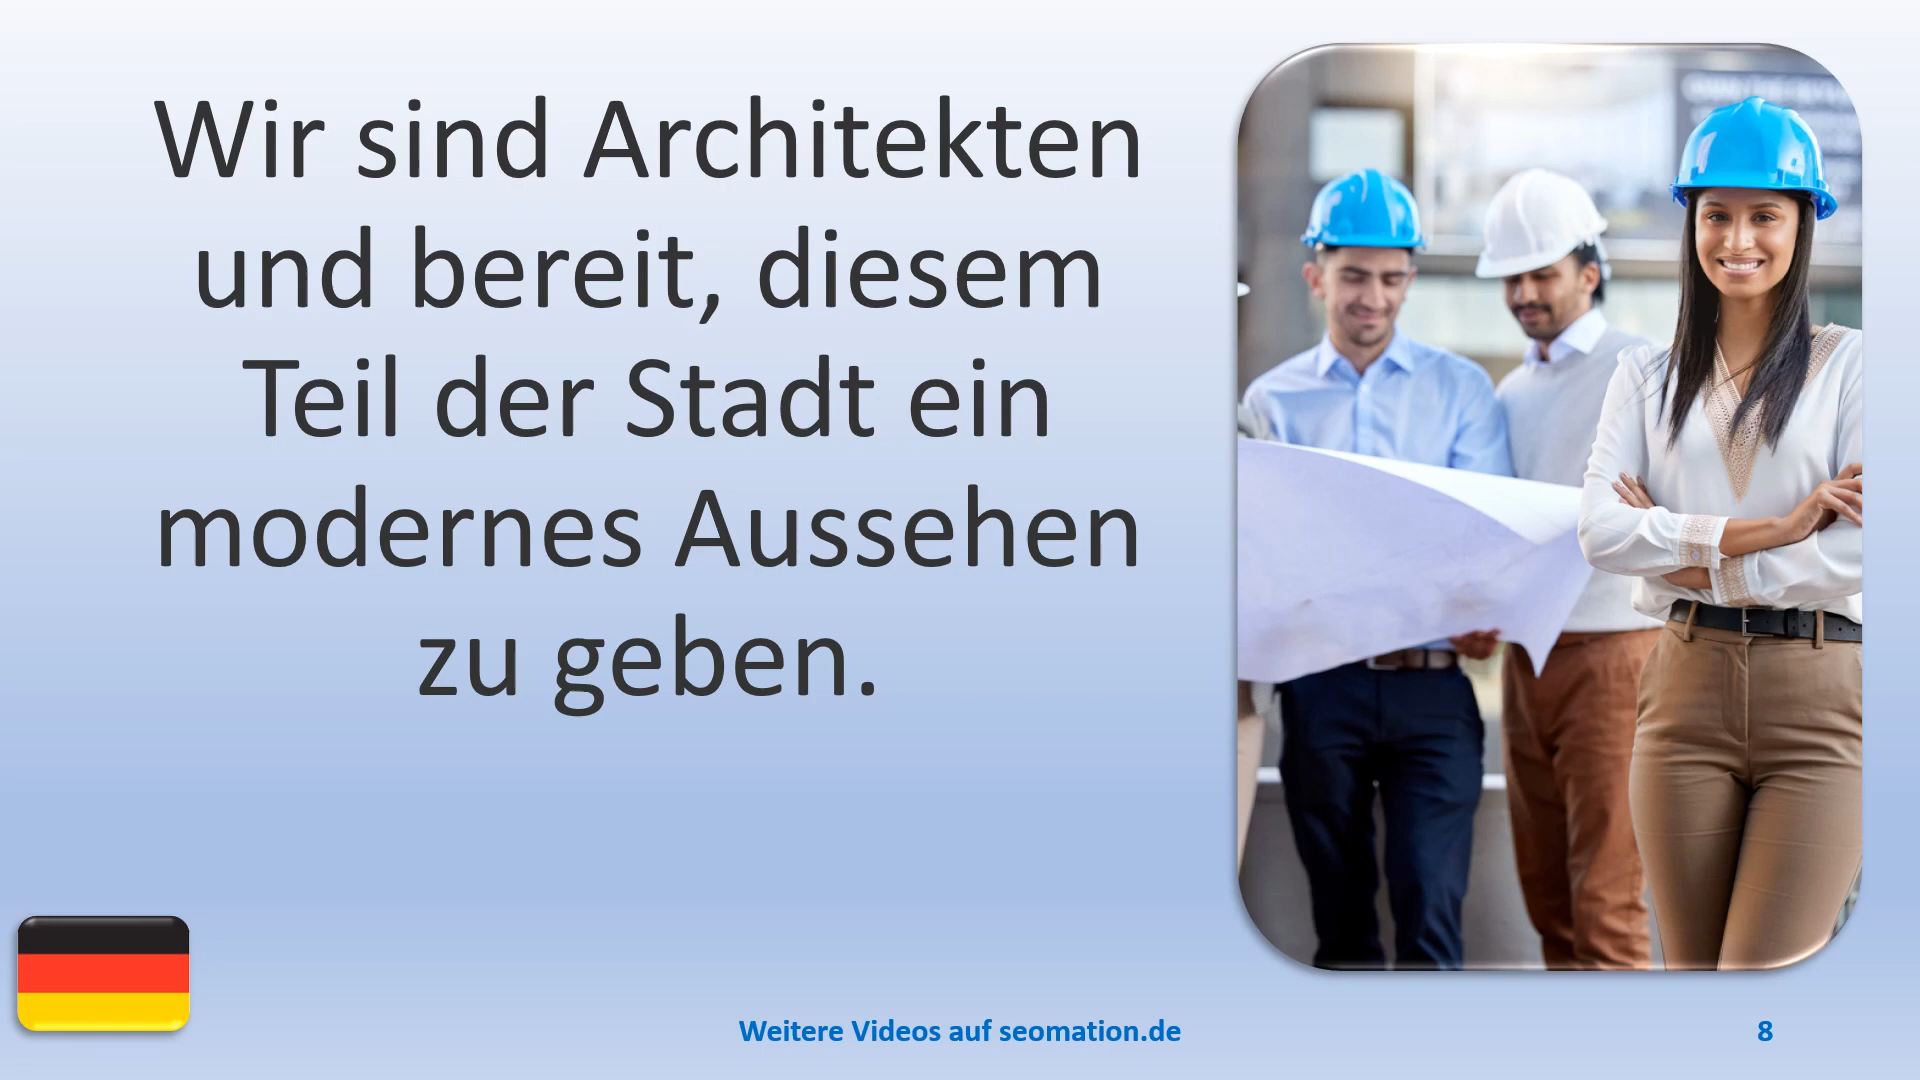 Wir sind Architekten
und bereit, diesem
Teil der Stadt ein
modernes Aussehen
zu geben.
Weitere Videos auf seomation.de
8